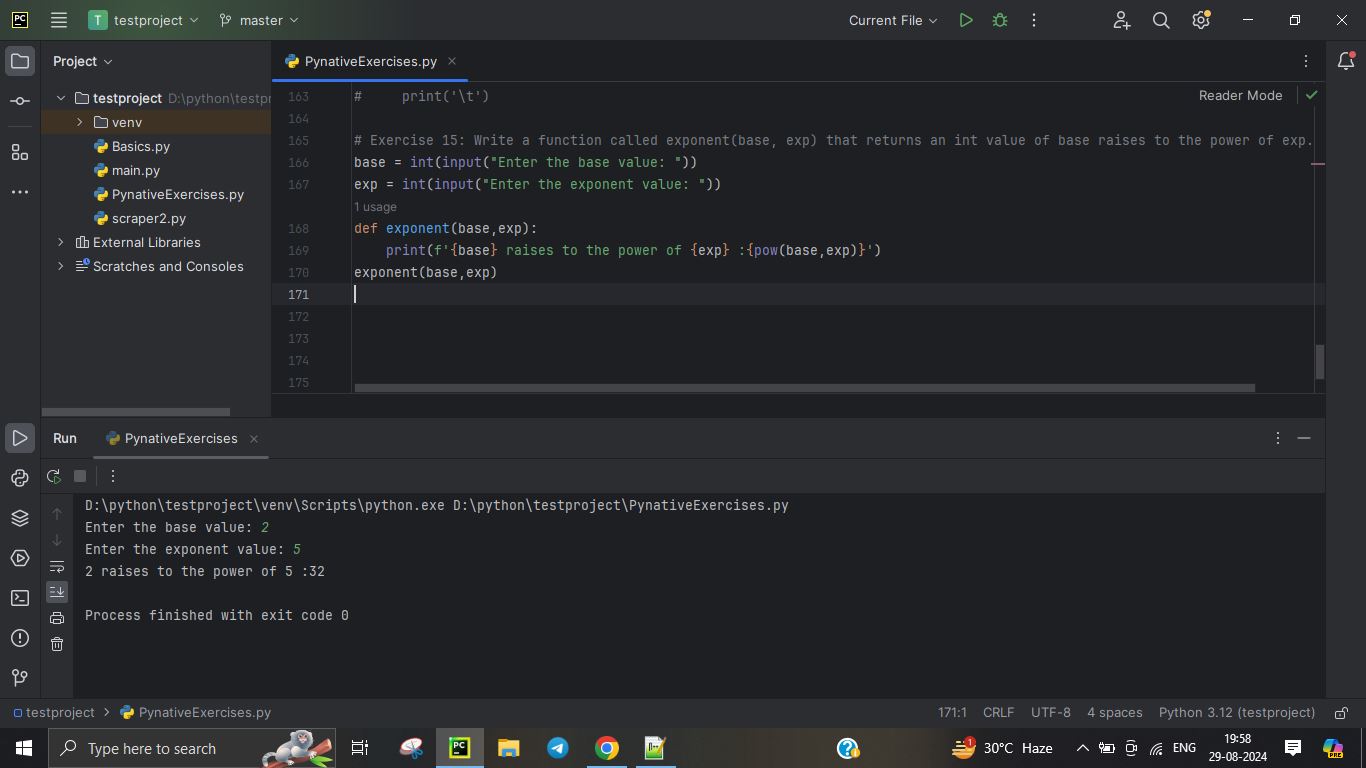 PC
T testproject master Current File
Project
PynativeExercises.py
testproject D:\python\testpr
venv
Basics.py
main.py
PynativeExercises.py
scraper2.py
External Libraries
Scratches and Consoles
Reader Mode
163 #     print('\t')
164
165 # Exercise 15: Write a function called exponent(base, exp) that returns an int value of base raises to the power of exp.
166 base = int(input("Enter the base value: "))
167 exp = int(input("Enter the exponent value: "))
1 usage
168 def exponent(base,exp):
169     print(f'{base} raises to the power of {exp} :{pow(base,exp)}')
170 exponent(base,exp)
171
172
173
174
175
Run PynativeExercises
D:\python\testproject\venv\Scripts\python.exe D:\python\testproject\PynativeExercises.py
Enter the base value: 2
Enter the exponent value: 5
2 raises to the power of 5 :32
Process finished with exit code 0
testproject > PynativeExercises.py 171:1 CRLF UTF-8 4 spaces Python 3.12 (testproject)
Type here to search PC 1 30°C Haze ENG 19:58
29-08-2024 PRE